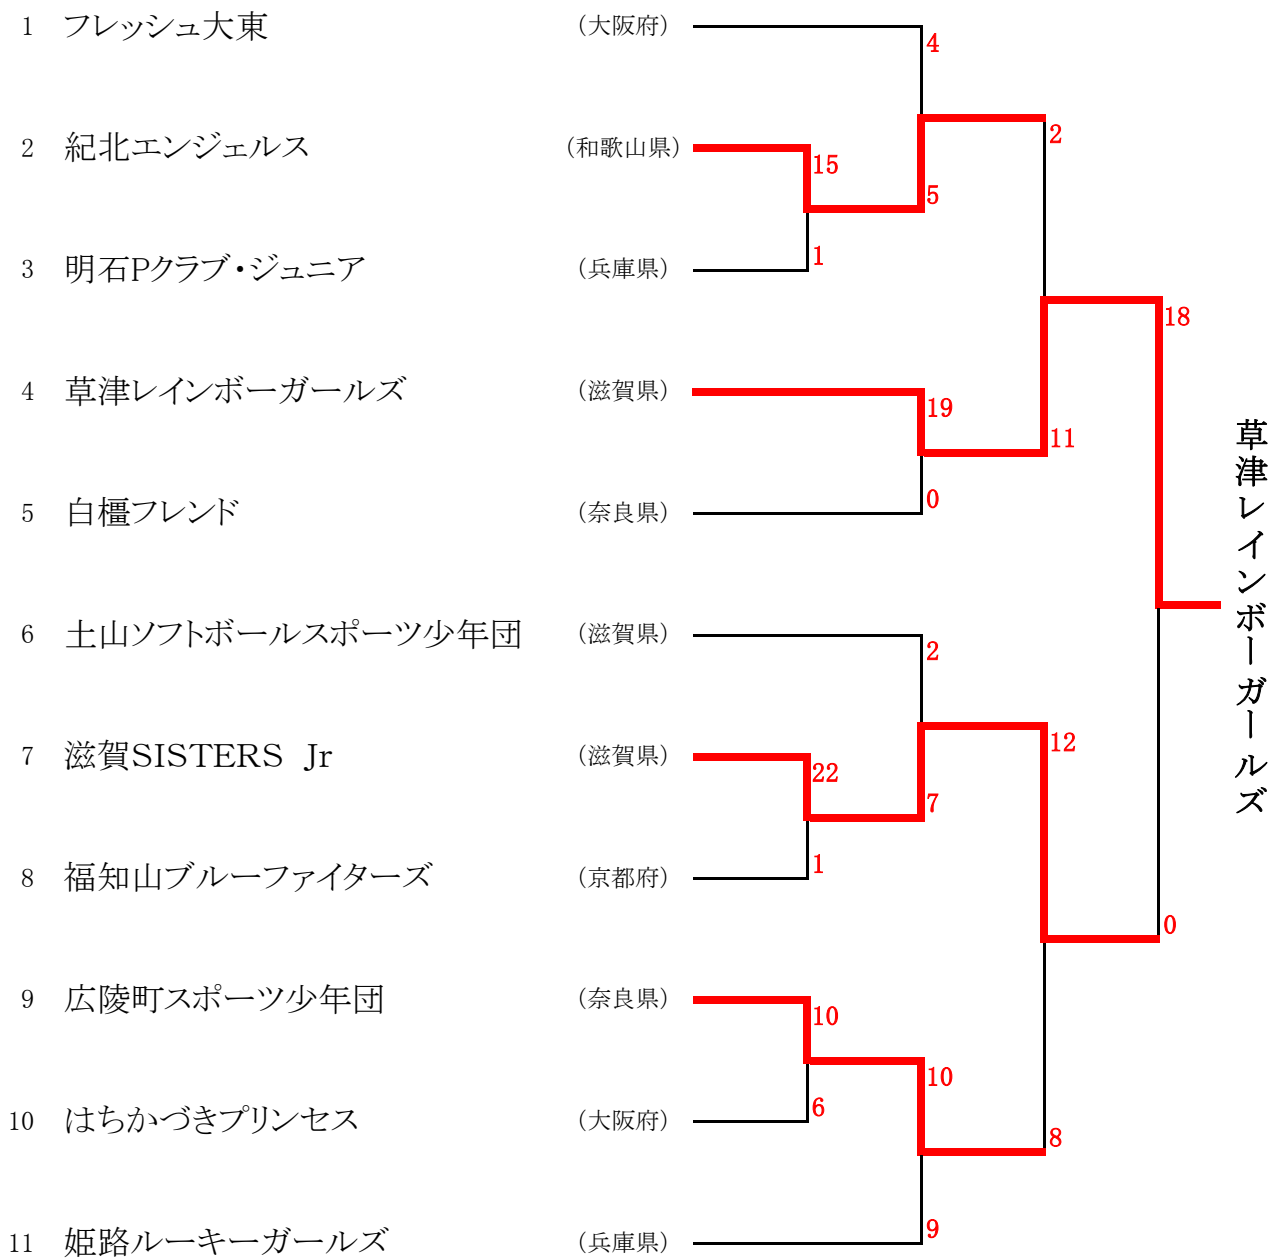 1 フレッシュ大東 （大阪府）
4
2
2 紀北エンジェルス （和歌山県）
15
5
1
3 明石Pクラブ・ジュニア （兵庫県）
18
4 草津レインボーガールズ （滋賀県）
19
11
0
5 白橿フレンド （奈良県）
草津レインボーガールズ
6 土山ソフトボールスポーツ少年団 （滋賀県）
2
12
7 滋賀SISTERS Jr （滋賀県）
22
7
1
8 福知山ブルーファイターズ （京都府）
0
9 広陵町スポーツ少年団 （奈良県）
10
10
6
10 はちかづきプリンセス （大阪府）
8
9
11 姫路ルーキーガールズ （兵庫県）